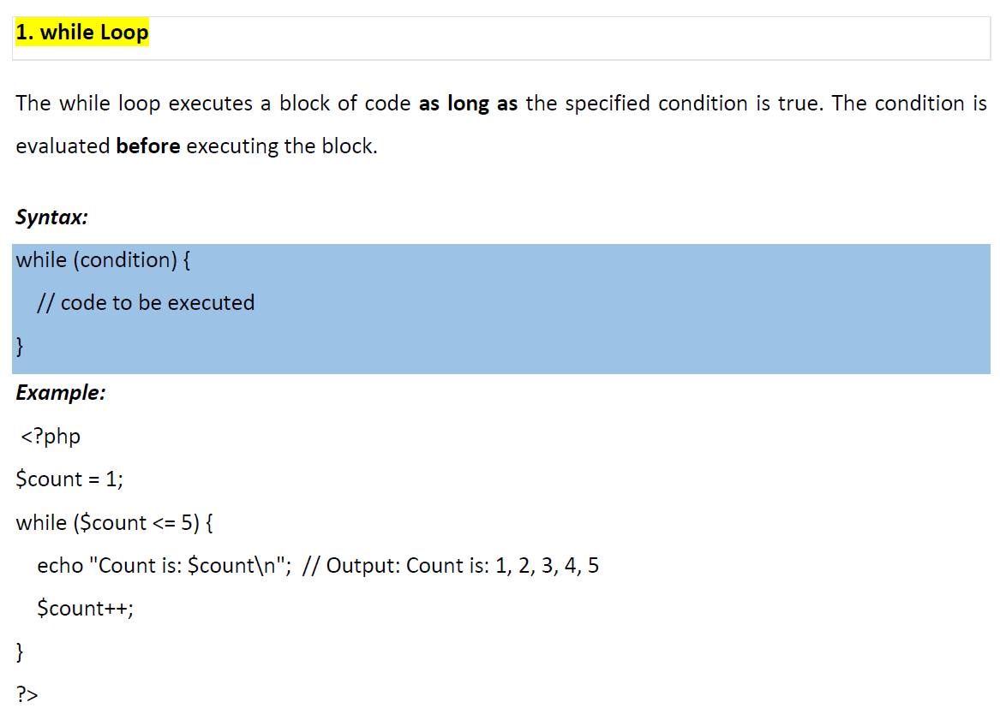 1. while Loop
The while loop executes a block of code as long as the specified condition is true. The condition is
evaluated before executing the block.
Syntax:
while (condition) {
// code to be executed
}
Example:
<?php
$count = 1;
while ($count <= 5) {
echo "Count is: $count\n"; // Output: Count is: 1, 2, 3, 4, 5
$count++;
}
?>